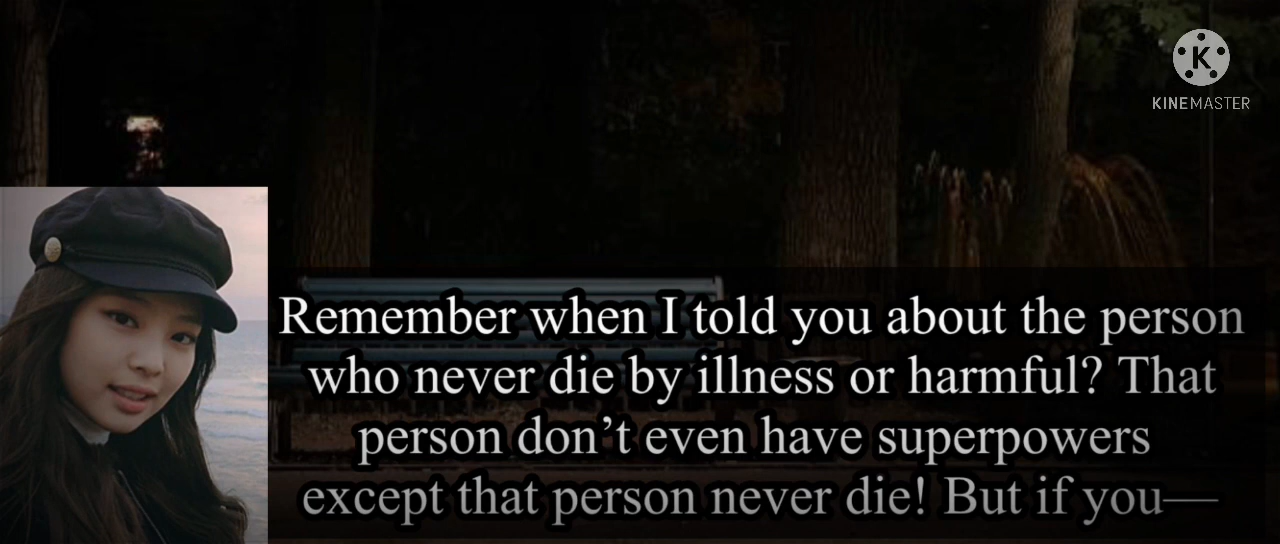 KINEMASTER
Remember when I told you about the person
who never die by illness or harmful? That
person don’t even have superpowers
except that person never die! But if you—